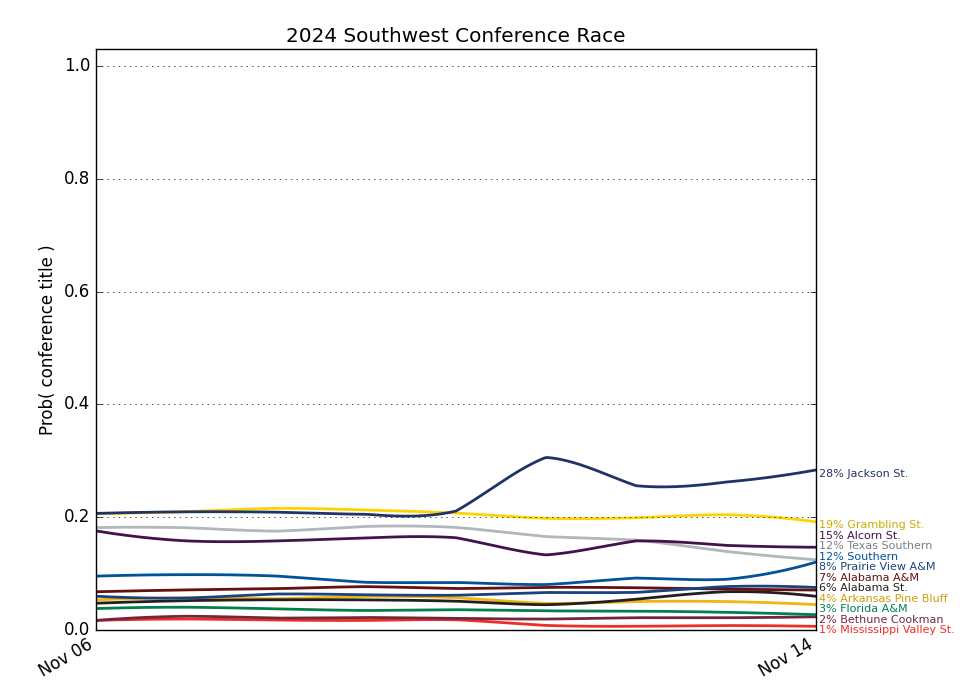 2024 Southwest Conference Race
Prob( conference title )
1.0
0.8
0.6
0.4
0.2
0.0
Nov 06
Nov 14
28% Jackson St.
19% Grambling St.
15% Alcorn St.
12% Texas Southern
12% Southern
8% Prairie View A&M
7% Alabama A&M
6% Alabama St.
4% Arkansas Pine Bluff
3% Florida A&M
2% Bethune Cookman
1% Mississippi Valley St.